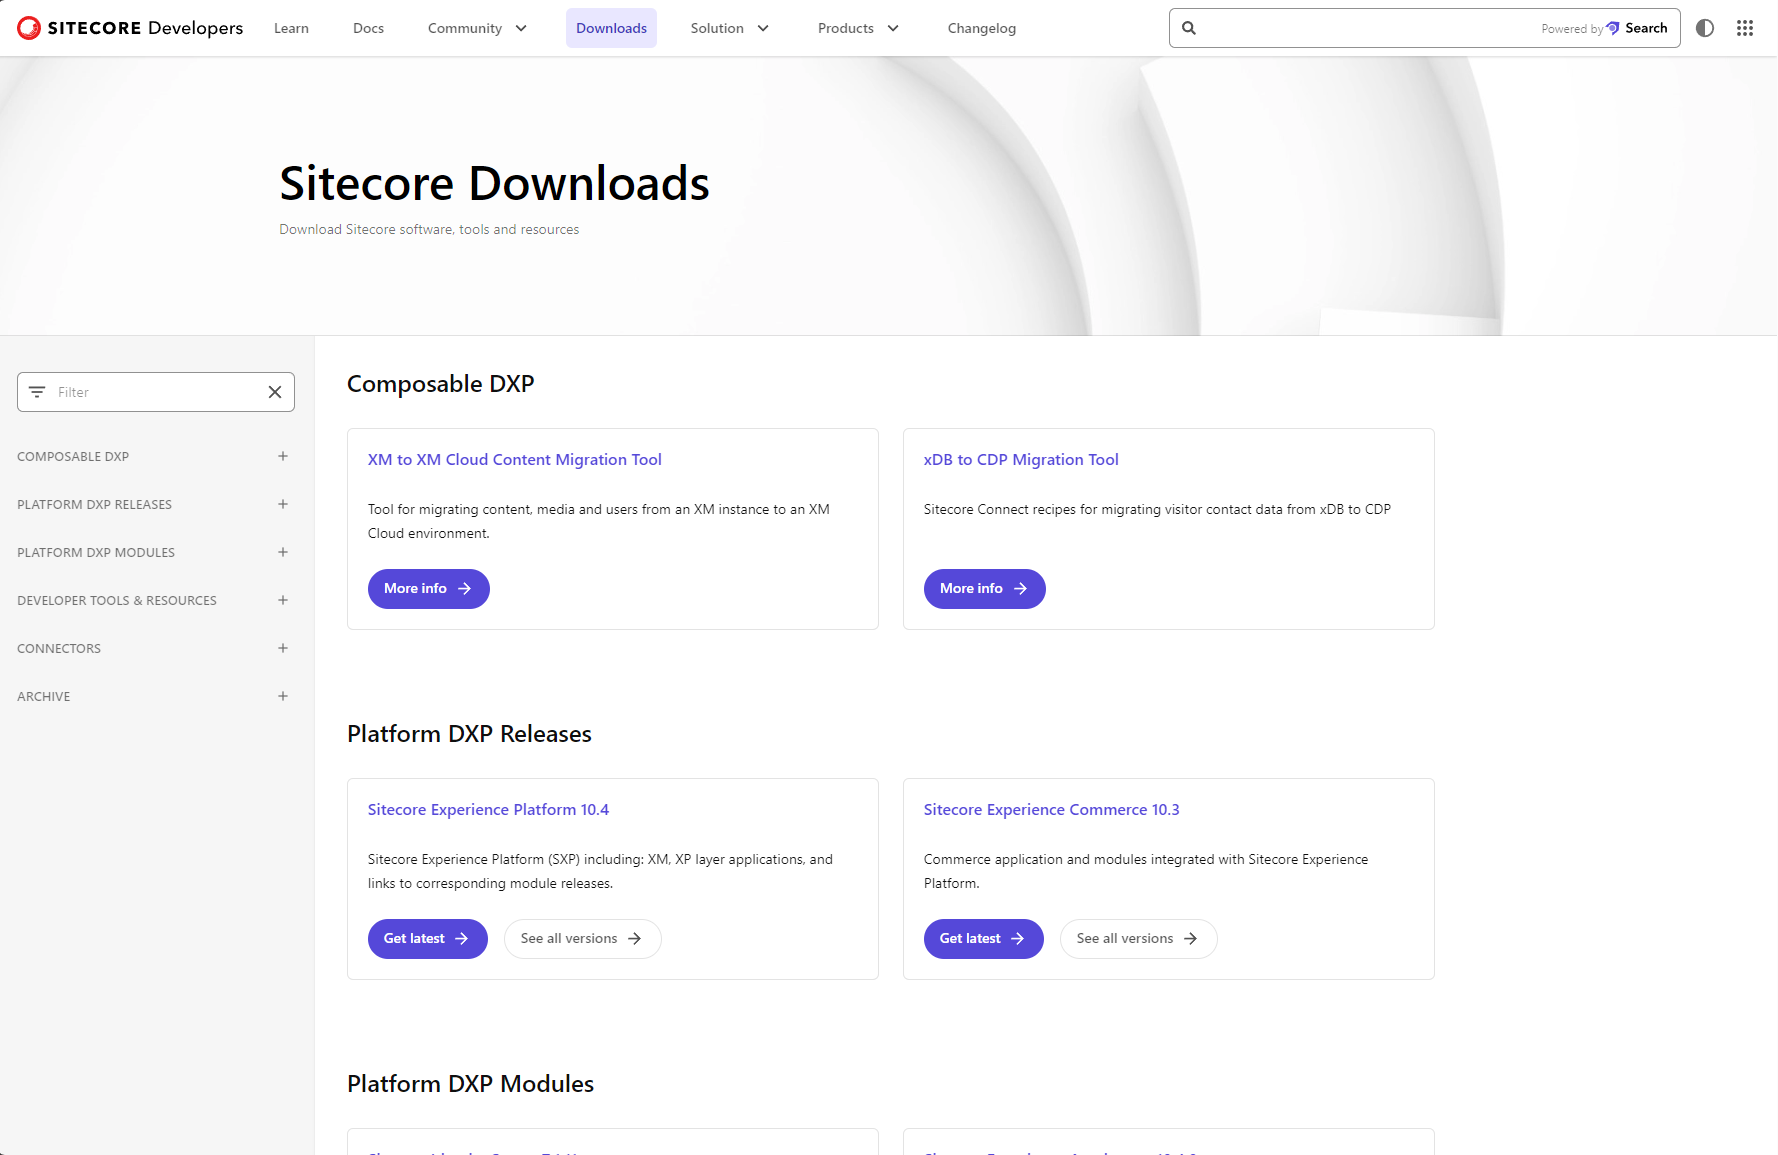 SITECORE Developers Learn Docs Community Downloads Solution Products Changelog Powered by Search
Sitecore Downloads
Download Sitecore software, tools and resources
Filter
COMPOSABLE DXP
PLATFORM DXP RELEASES
PLATFORM DXP MODULES
DEVELOPER TOOLS & RESOURCES
CONNECTORS
ARCHIVE
Composable DXP
XM to XM Cloud Content Migration Tool
Tool for migrating content, media and users from an XM instance to an XM
Cloud environment.
More info
xDB to CDP Migration Tool
Sitecore Connect recipes for migrating visitor contact data from xDB to CDP
More info
Platform DXP Releases
Sitecore Experience Platform 10.4
Sitecore Experience Platform (SXP) including: XM, XP layer applications, and
links to corresponding module releases.
Get latest
See all versions
Sitecore Experience Commerce 10.3
Commerce application and modules integrated with Sitecore Experience
Platform.
Get latest
See all versions
Platform DXP Modules